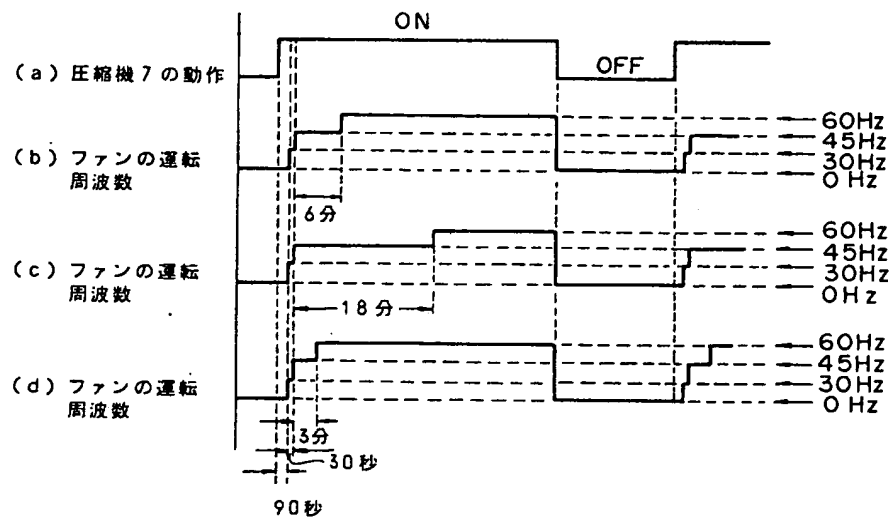 ON
(a) 圧縮機7の動作
OFF
60Hz
45Hz
(b) ファンの運転
周波数
30Hz
0Hz
6分
60Hz
45Hz
(c) ファンの運転
周波数
30Hz
0Hz
18分
60Hz
45Hz
(d) ファンの運転
周波数
30Hz
0Hz
3分
30秒
90秒